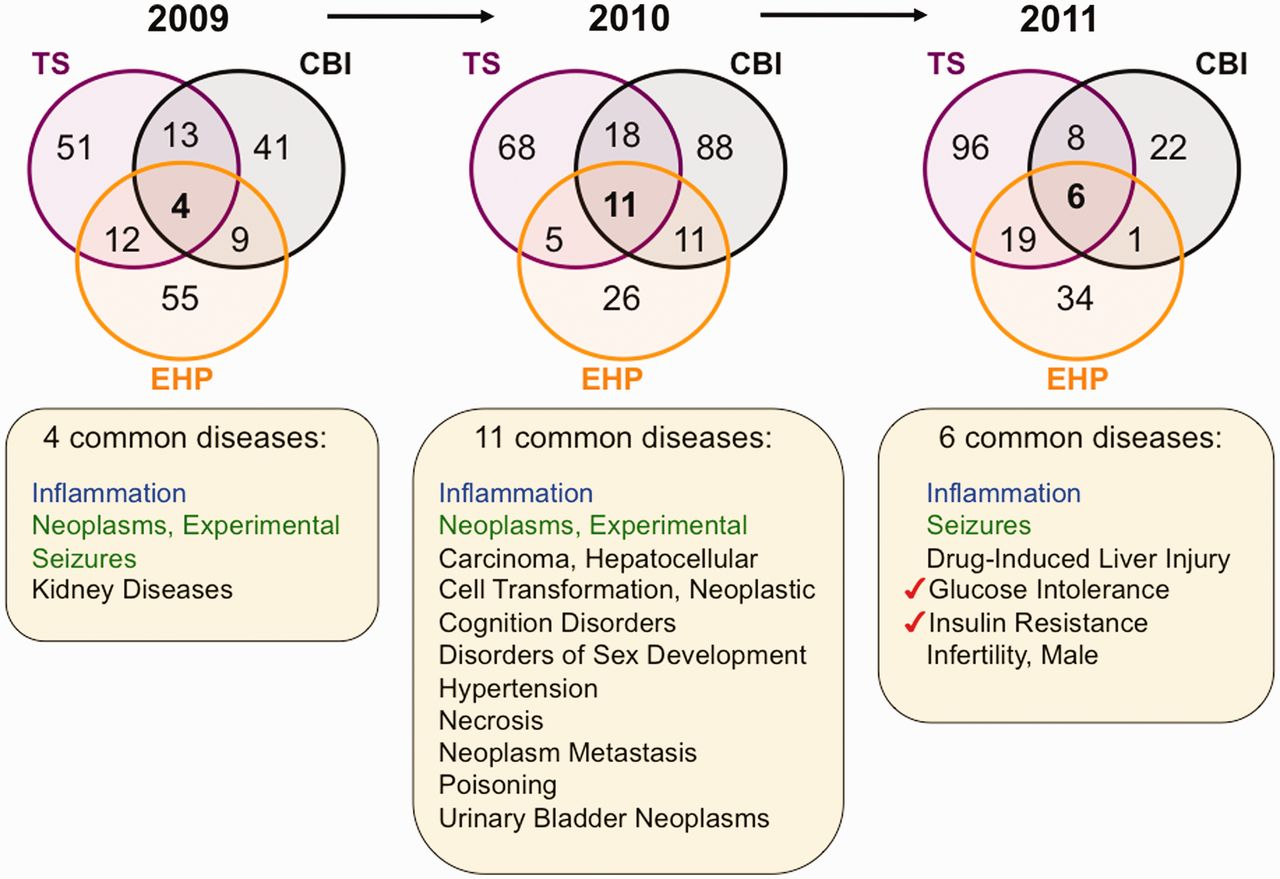 2009
2010
2011
TS
CBI
51
13
41
4
12
9
55
EHP
TS
CBI
68
18
88
11
5
11
26
EHP
TS
CBI
96
8
22
6
19
1
34
EHP
4 common diseases:
Inflammation
Neoplasms, Experimental
Seizures
Kidney Diseases
11 common diseases:
Inflammation
Neoplasms, Experimental
Carcinoma, Hepatocellular
Cell Transformation, Neoplastic
Cognition Disorders
Disorders of Sex Development
Hypertension
Necrosis
Neoplasm Metastasis
Poisoning
Urinary Bladder Neoplasms
6 common diseases:
Inflammation
Seizures
Drug-Induced Liver Injury
✓Glucose Intolerance
✓Insulin Resistance
Infertility, Male